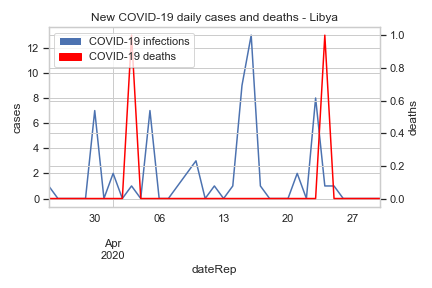 New COVID-19 daily cases and deaths - Libya
COVID-19 infections
COVID-19 deaths
cases
12
10
8
6
4
2
0
deaths
1.0
0.8
0.6
0.4
0.2
0.0
30
06
13
20
27
Apr
2020
dateRep